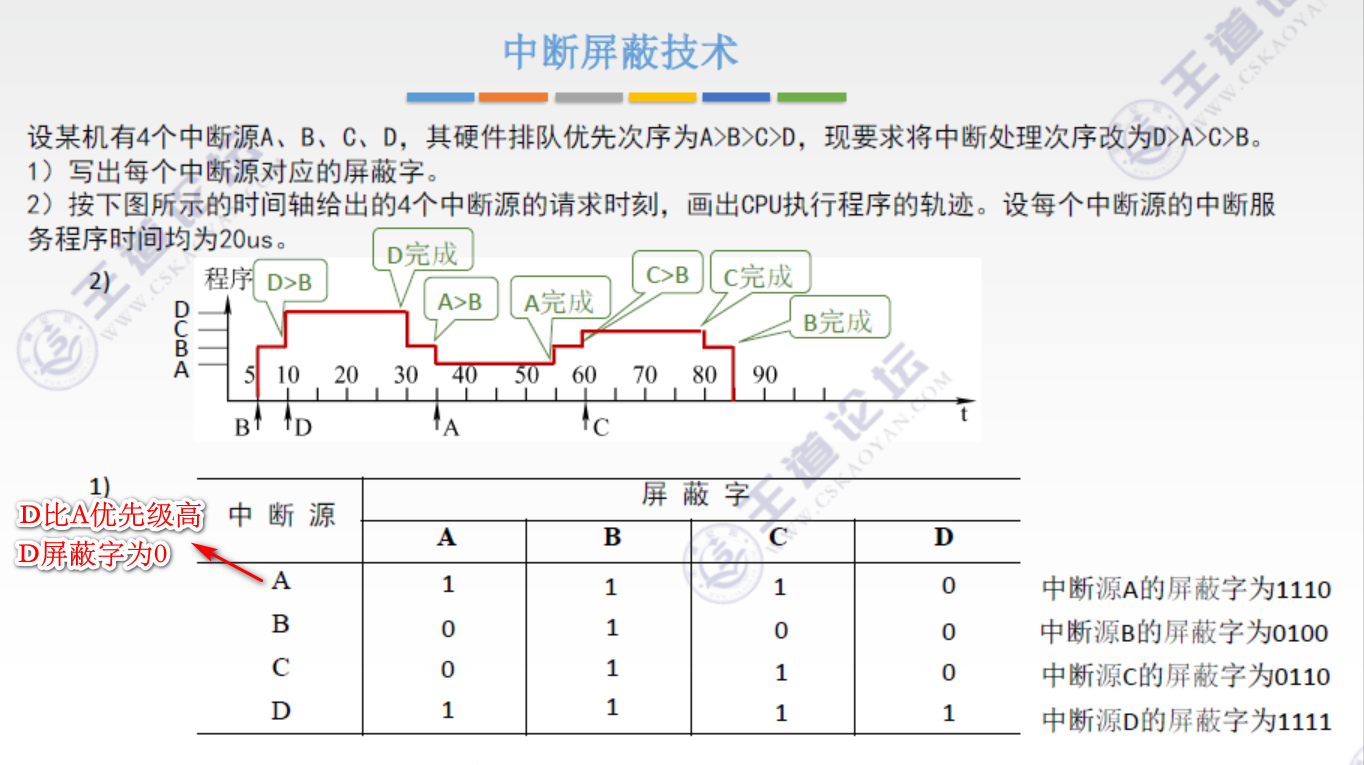 中断屏蔽技术
设某机有4个中断源A、B、C、D，其硬件排队优先次序为A>B>C>D，现要求将中断处理次序改为D>A>C>B。
1）写出每个中断源对应的屏蔽字。
2）按下图所示的时间轴给出的4个中断源的请求时刻，画出CPU执行程序的轨迹。设每个中断源的中断服
务程序时间均为20us。
2)
程序
D>B
D完成
A>B
A完成
C>B
C完成
B完成
D
C
B
A
5 10 20 30 40 50 60 70 80 90
t
B D A C
1)
D比A优先级高
D屏蔽字为0
中断源 屏蔽字
A B C D
A 1 1 1 0 中断源A的屏蔽字为1110
B 0 1 0 0 中断源B的屏蔽字为0100
C 0 1 1 0 中断源C的屏蔽字为0110
D 1 1 1 1 中断源D的屏蔽字为1111
王道论坛
WWW.CSKAOYAN.COM